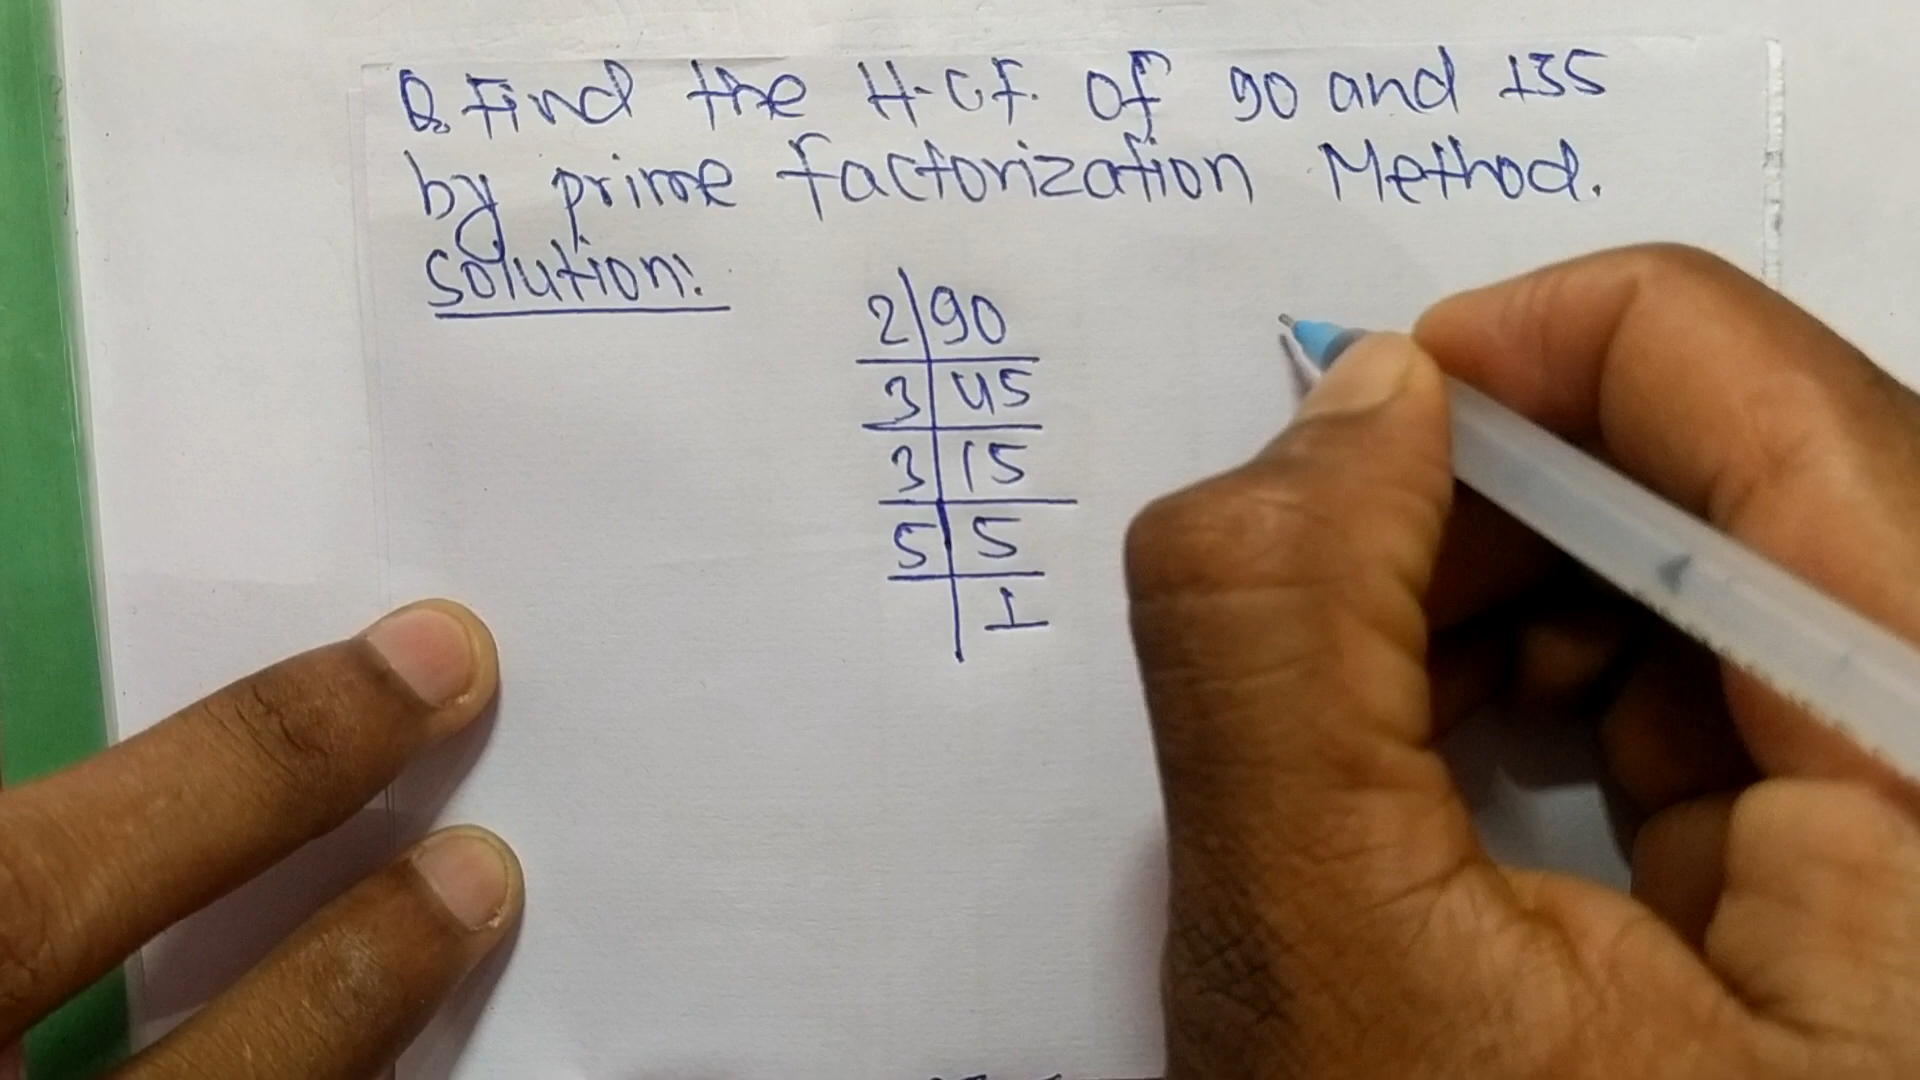 Q. Find the H.C.F. of 90 and 135
by prime factorization Method.
Solution:
2 90
3 45
3 15
5 5
1